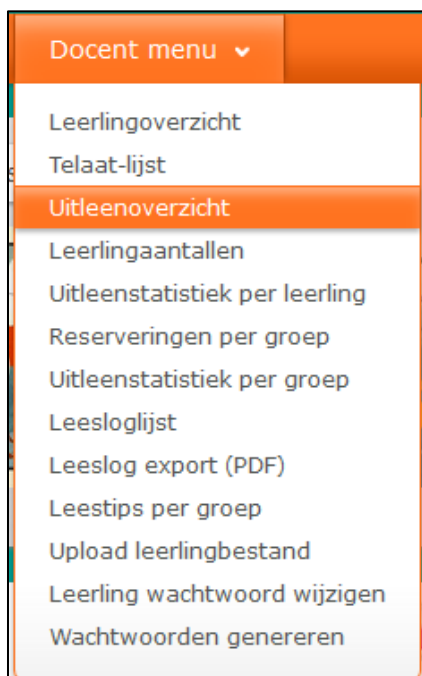 Docent menu
Leerlingoverzicht
Telaat-lijst
Uitleenoverzicht
Leerlingaantallen
Uitleenstatistiek per leerling
Reserveringen per groep
Uitleenstatistiek per groep
Leesloglijst
Leeslog export (PDF)
Leestips per groep
Upload leerlingbestand
Leerling wachtwoord wijzigen
Wachtwoorden genereren